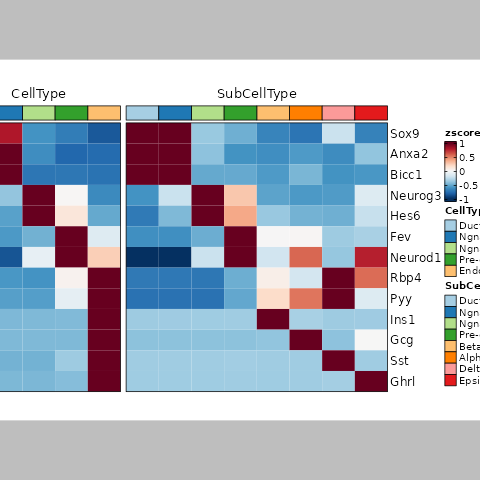 CellType SubCellType
Sox9
Anxa2
Bicc1
Neurog3
Hes6
Fev
Neurod1
Rbp4
Pyy
Ins1
Gcg
Sst
Ghrl
zscore
1
0.5
0
-0.5
-1
CellTyp
Duc
Ngn
Ngn
Pre-
Endo
SubCe
Duct
Ngn
Ngn
Pre-
Beta
Alph
Delt
Epsi